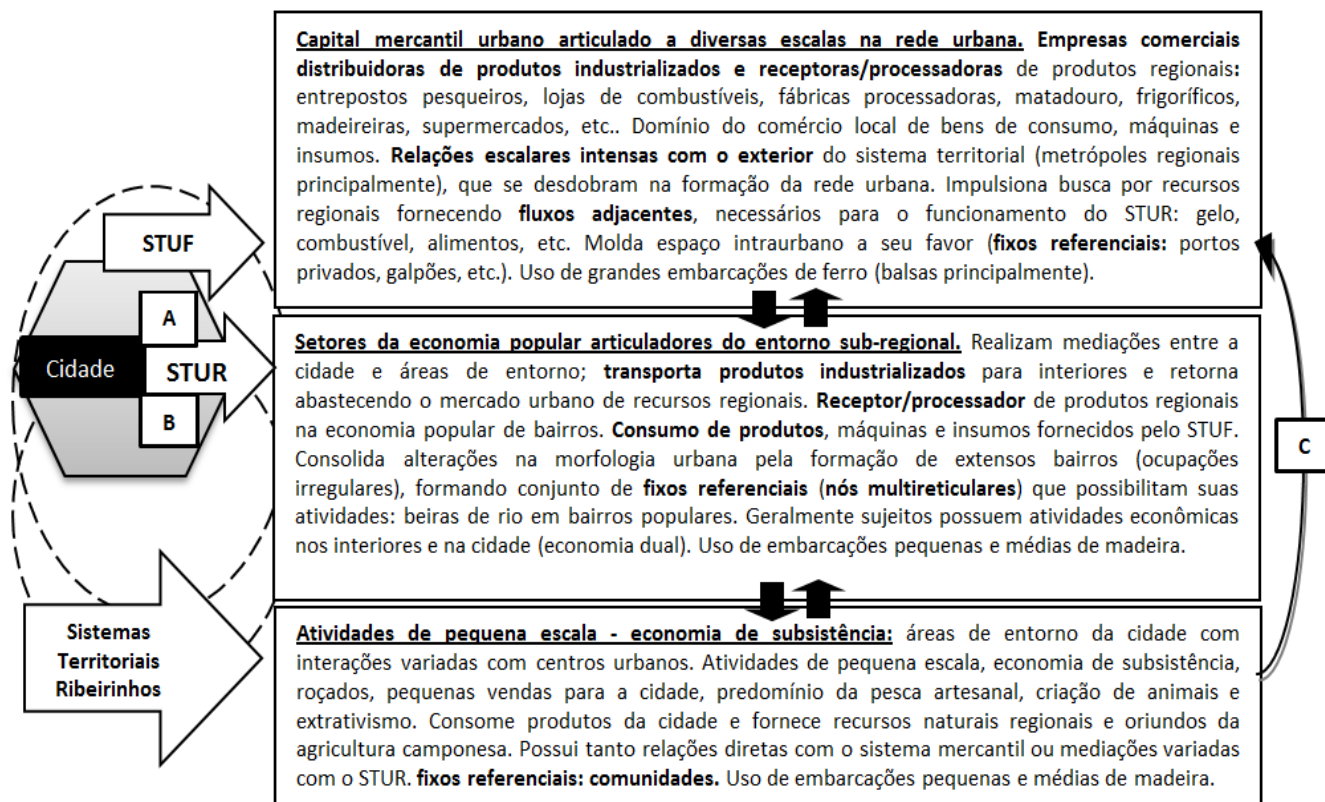 Capital mercantil urbano articulado a diversas escalas na rede urbana. Empresas comerciais
distribuidoras de produtos industrializados e receptoras/processadoras de produtos regionais:
entrepostos pesqueiros, lojas de combustíveis, fábricas processadoras, matadouro, frigoríficos,
madeireiras, supermercados, etc.. Domínio do comércio local de bens de consumo, máquinas e
insumos. Relações escalares intensas com o exterior do sistema territorial (metrópoles regionais
principalmente), que se desdobram na formação da rede urbana. Impulsiona busca por recursos
regionais fornecendo fluxos adjacentes, necessários para o funcionamento do STUR: gelo,
combustível, alimentos, etc. Molda espaço intraurbano a seu favor (fixos referenciais: portos
privados, galpões, etc.). Uso de grandes embarcações de ferro (balsas principalmente).
STUF
A
Cidade
STUR
B
Setores da economia popular articuladores do entorno sub-regional. Realizam mediações entre a
cidade e áreas de entorno; transporta produtos industrializados para interiores e retorna
abastecendo o mercado urbano de recursos regionais. Receptor/processador de produtos regionais
na economia popular de bairros. Consumo de produtos, máquinas e insumos fornecidos pelo STUF.
Consolida alterações na morfologia urbana pela formação de extensos bairros (ocupações
irregulares), formando conjunto de fixos referenciais (nós multireticulares) que possibilitam suas
atividades: beiras de rio em bairros populares. Geralmente sujeitos possuem atividades econômicas
nos interiores e na cidade (economia dual). Uso de embarcações pequenas e médias de madeira.
C
Sistemas
Territoriais
Ribeirinhos
Atividades de pequena escala - economia de subsistência: áreas de entorno da cidade com
interações variadas com centros urbanos. Atividades de pequena escala, economia de subsistência,
roçados, pequenas vendas para a cidade, predomínio da pesca artesanal, criação de animais e
extrativismo. Consome produtos da cidade e fornece recursos naturais regionais e oriundos da
agricultura camponesa. Possui tanto relações diretas com o sistema mercantil ou mediações variadas
com o STUR. fixos referenciais: comunidades. Uso de embarcações pequenas e médias de madeira.